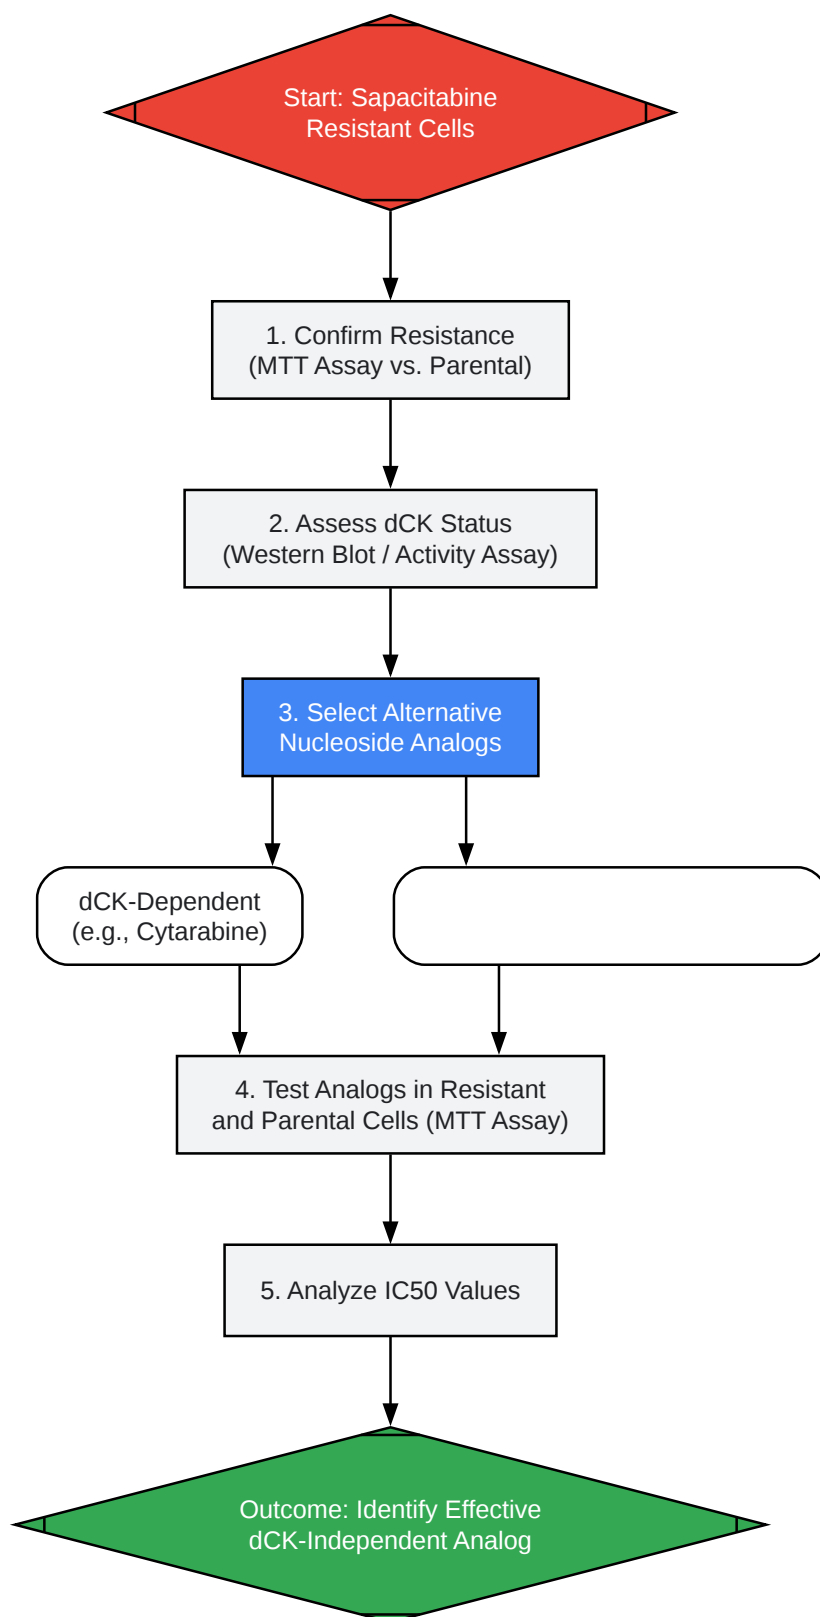 Start: Sapacitabine
Resistant Cells
1. Confirm Resistance
(MTT Assay vs. Parental)
2. Assess dCK Status
(Western Blot / Activity Assay)
3. Select Alternative
Nucleoside Analogs
dCK-Dependent
(e.g., Cytarabine)
4. Test Analogs in Resistant
and Parental Cells (MTT Assay)
5. Analyze IC50 Values
Outcome: Identify Effective
dCK-Independent Analog